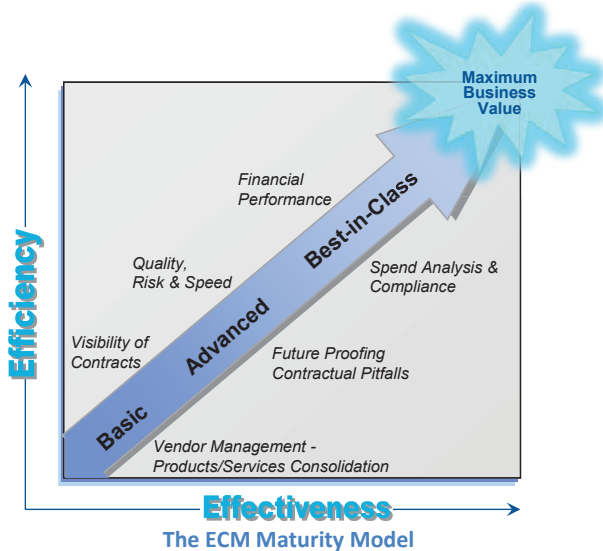 Maximum
Business
Value
Financial
Performance
Best-in-Class
Quality,
Risk & Speed
Spend Analysis &
Compliance
Advanced
Visibility of
Contracts
Future Proofing
Contractual Pitfalls
Basic
Vendor Management -
Products/Services Consolidation
Efficiency
Effectiveness
The ECM Maturity Model